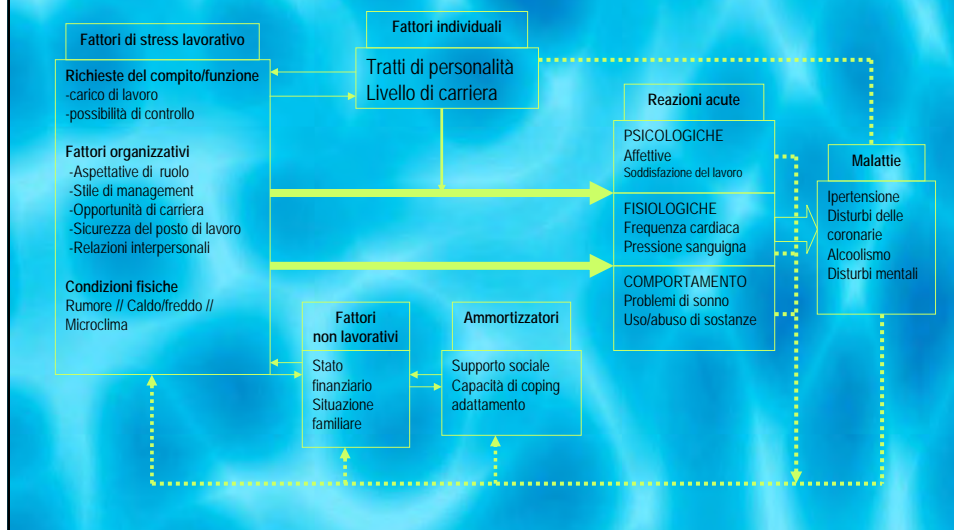 Fattori di stress lavorativo
Richieste del compito/funzione
-carico di lavoro
-possibilità di controllo
Fattori organizzativi
-Aspettative di ruolo
-Stile di management
-Opportunità di carriera
-Sicurezza del posto di lavoro
-Relazioni interpersonali
Condizioni fisiche
Rumore // Caldo/freddo //
Microclima
Fattori individuali
Tratti di personalità
Livello di carriera
Fattori
non lavorativi
Stato
finanziario
Situazione
familiare
Ammortizzatori
Supporto sociale
Capacità di coping
adattamento
Reazioni acute
PSICOLOGICHE
Affettive
Soddisfazione del lavoro
FISIOLOGICHE
Frequenza cardiaca
Pressione sanguigna
COMPORTAMENTO
Problemi di sonno
Uso/abuso di sostanze
Malattie
Ipertensione
Disturbi delle
coronarie
Alcoolismo
Disturbi mentali